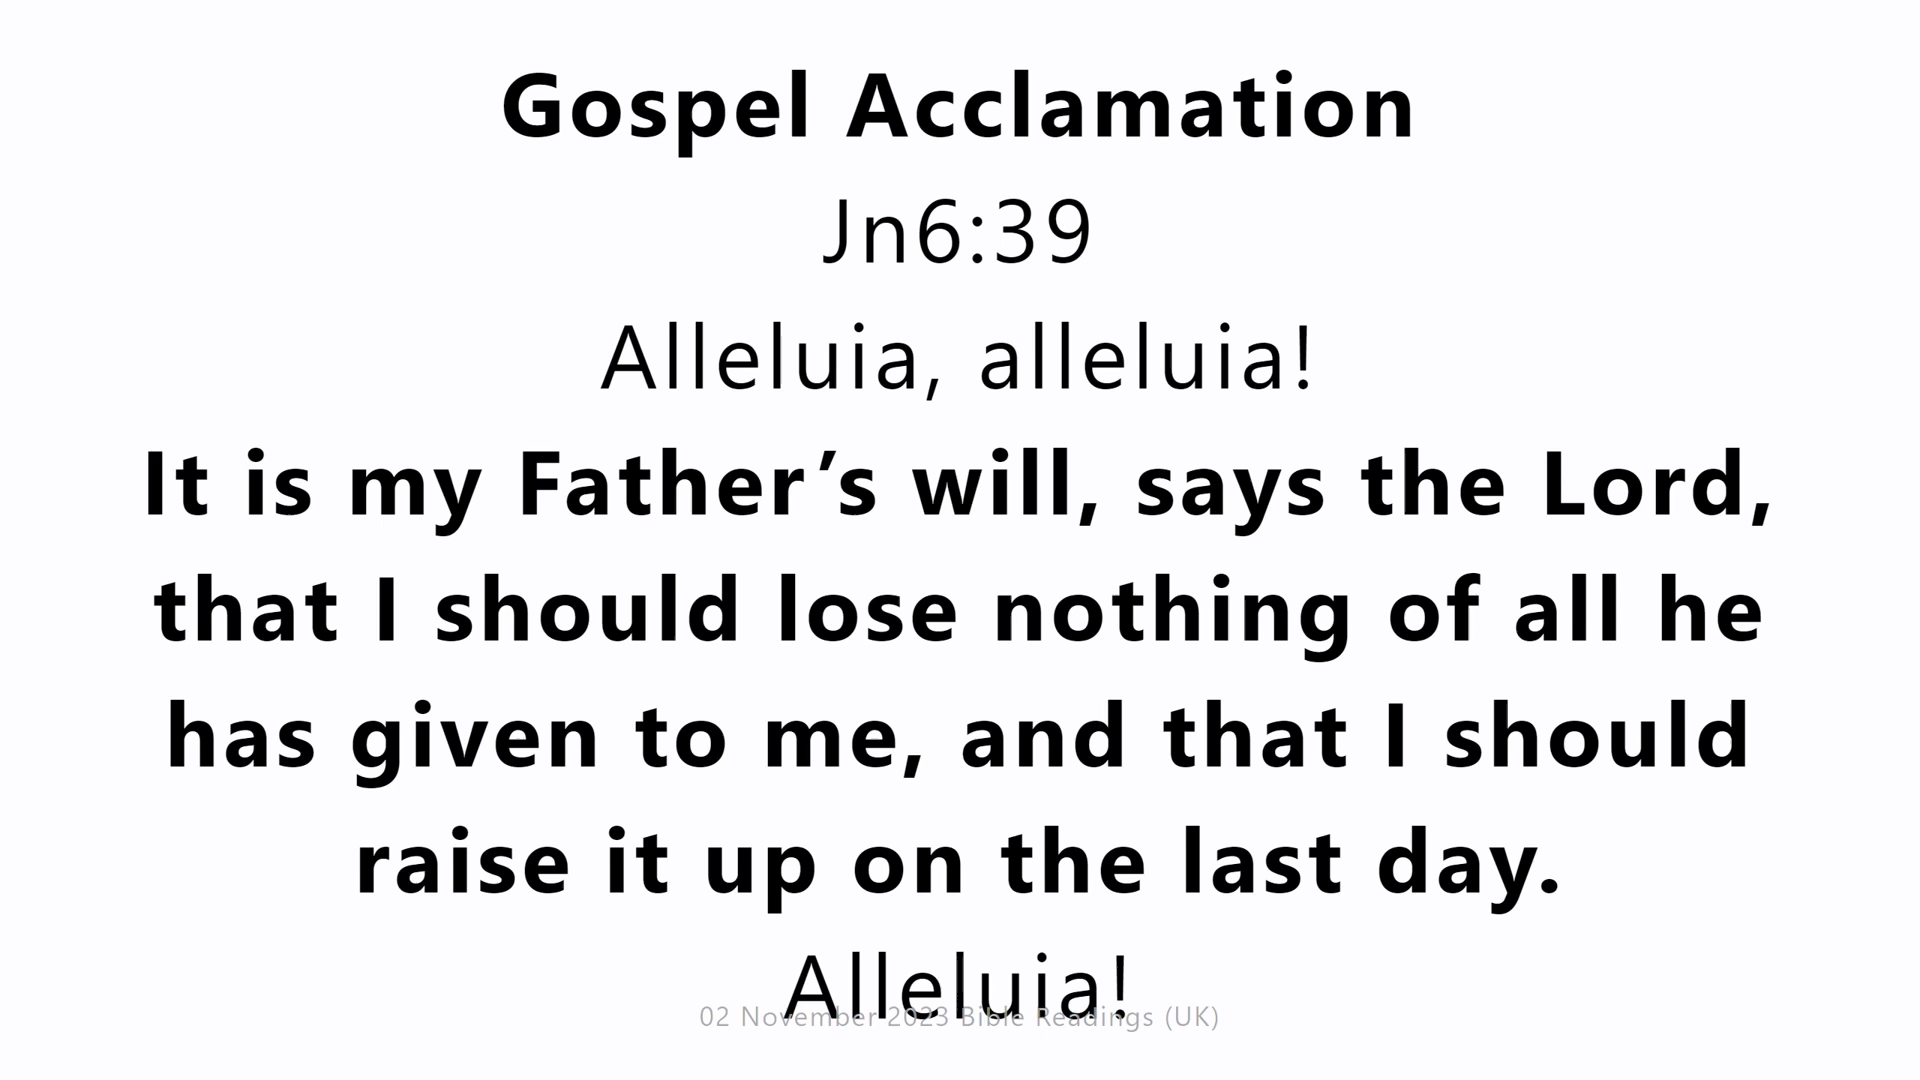 Gospel Acclamation
Jn6:39
Alleluia, alleluia!
It is my Father’s will, says the Lord,
that I should lose nothing of all he
has given to me, and that I should
raise it up on the last day.
Alleluia!
02 November 2023 Bible Readings (UK)